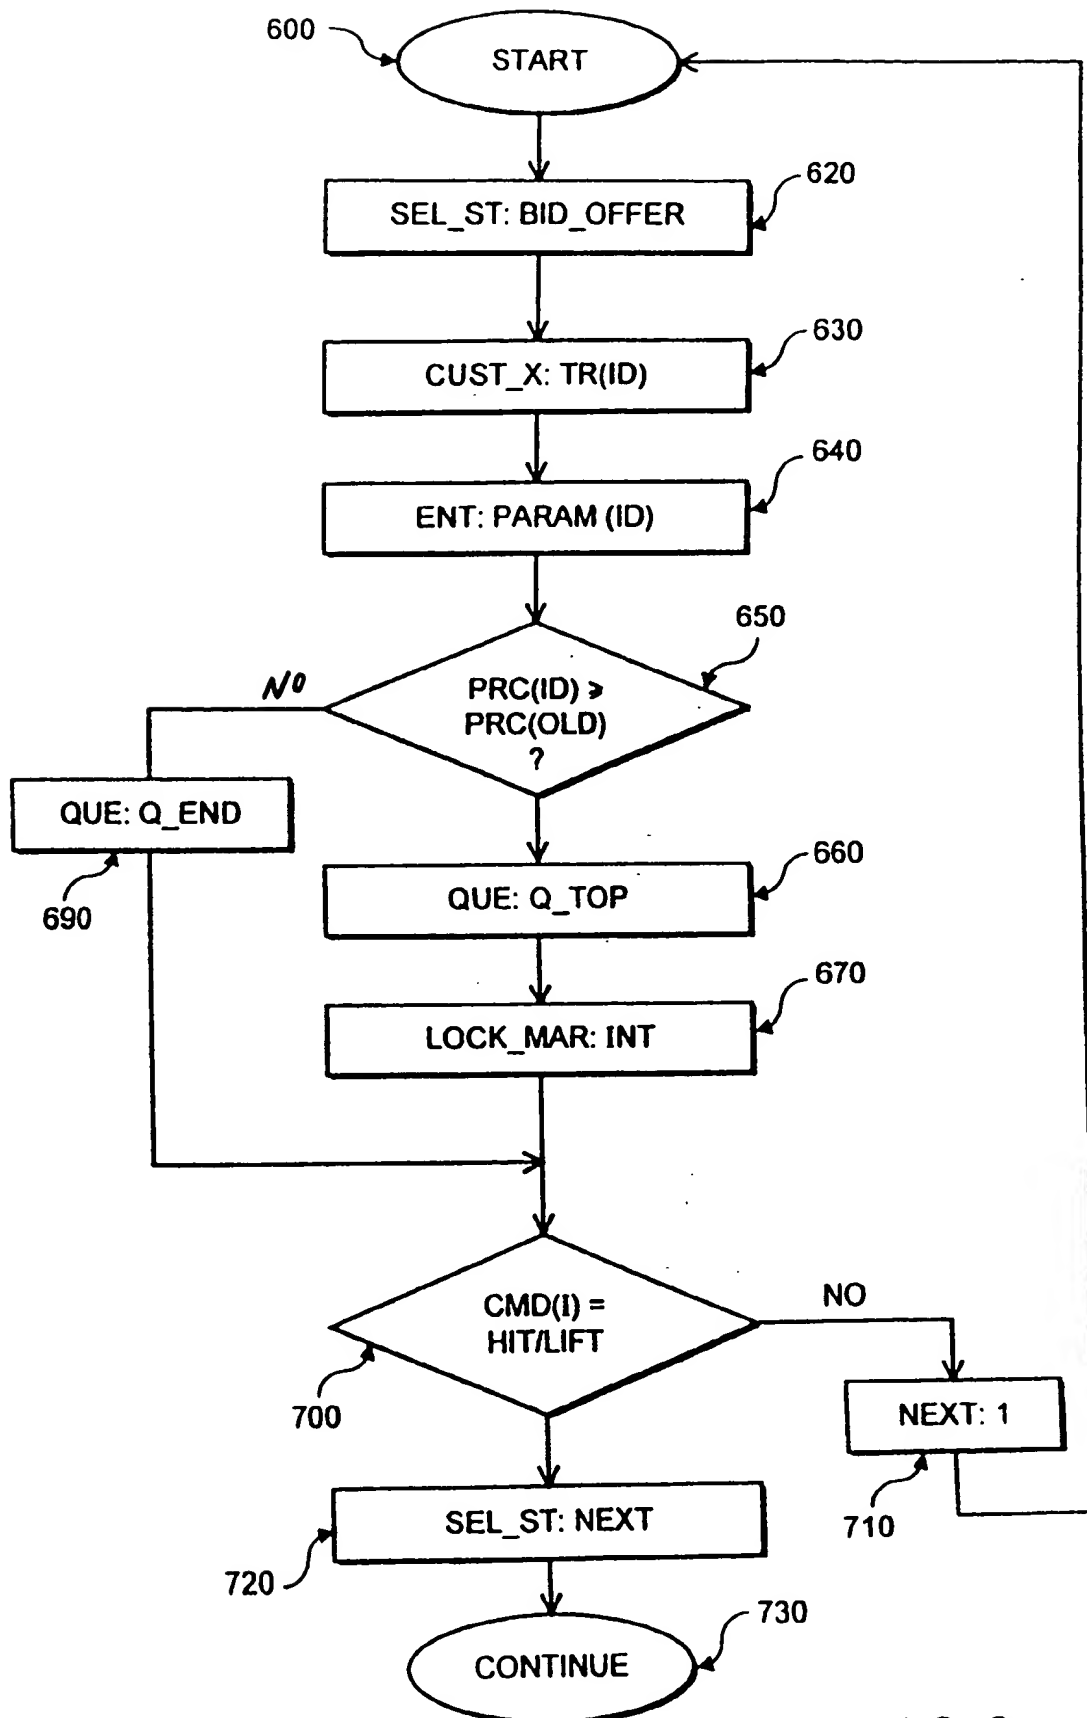 600
START
620
SEL_ST: BID_OFFER
630
CUST_X: TR(ID)
640
ENT: PARAM (ID)
650
NO
PRC(ID) ⩾
PRC(OLD)
?
QUE: Q_END
690
660
QUE: Q_TOP
670
LOCK_MAR: INT
CMD(I) =
HIT/LIFT
NO
700
NEXT: 1
710
SEL_ST: NEXT
720
730
CONTINUE